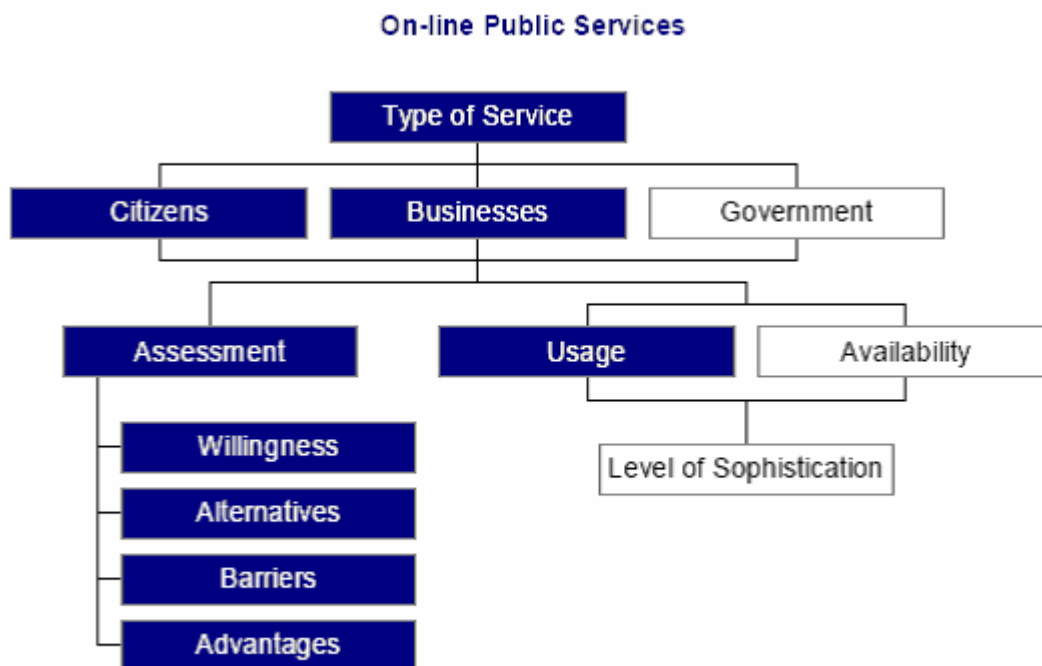 On-line Public Services
Type of Service
Citizens
Businesses
Government
Assessment
Usage
Availability
Willingness
Level of Sophistication
Alternatives
Barriers
Advantages